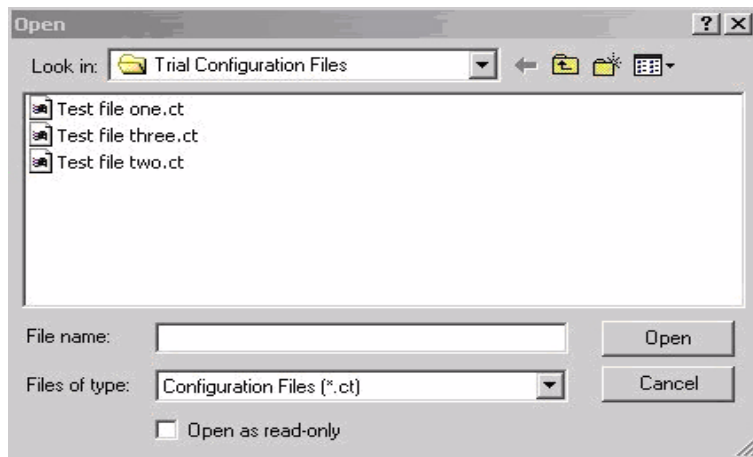 Open
Look in: Trial Configuration Files
Test file one.ct
Test file three.ct
Test file two.ct
File name: Open
Files of type: Configuration Files (*.ct) Cancel
Open as read-only